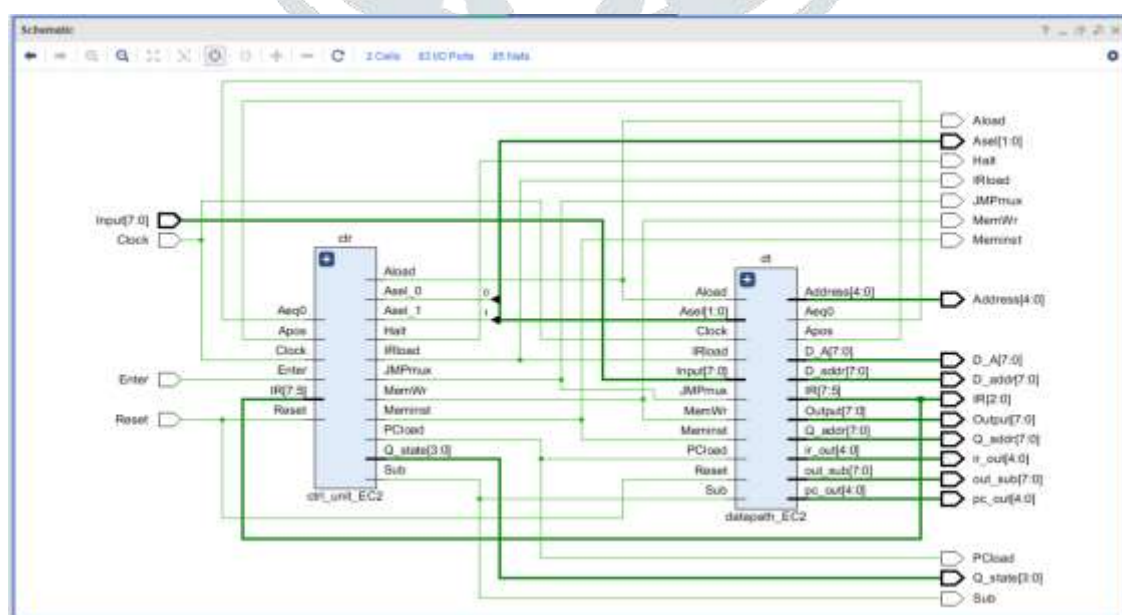 Schematic
2 Cells 83 I/O Ports 85 Nets
Input[7:0]
Clock
Enter
Reset
ctr
Aeq0
Apos
Clock
Enter
IR[7:5]
Reset
Aload
Asel_0
Asel_1
Halt
IRload
JMPmux
MemWr
Meminst
PCload
Q_state[3:0]
Sub
ctrl_unit_EC2
0
1
dt
Aload
Asel[1:0]
Clock
IRload
Input[7:0]
JMPmux
MemWr
Meminst
PCload
Reset
Sub
Address[4:0]
Aeq0
Apos
D_A[7:0]
D_addr[7:0]
IR[7:5]
Output[7:0]
Q_addr[7:0]
ir_out[4:0]
out_sub[7:0]
pc_out[4:0]
datapath_EC2
Aload
Asel[1:0]
Halt
IRload
JMPmux
MemWr
Meminst
Address[4:0]
D_A[7:0]
D_addr[7:0]
IR[2:0]
Output[7:0]
Q_addr[7:0]
ir_out[4:0]
out_sub[7:0]
pc_out[4:0]
PCload
Q_state[3:0]
Sub